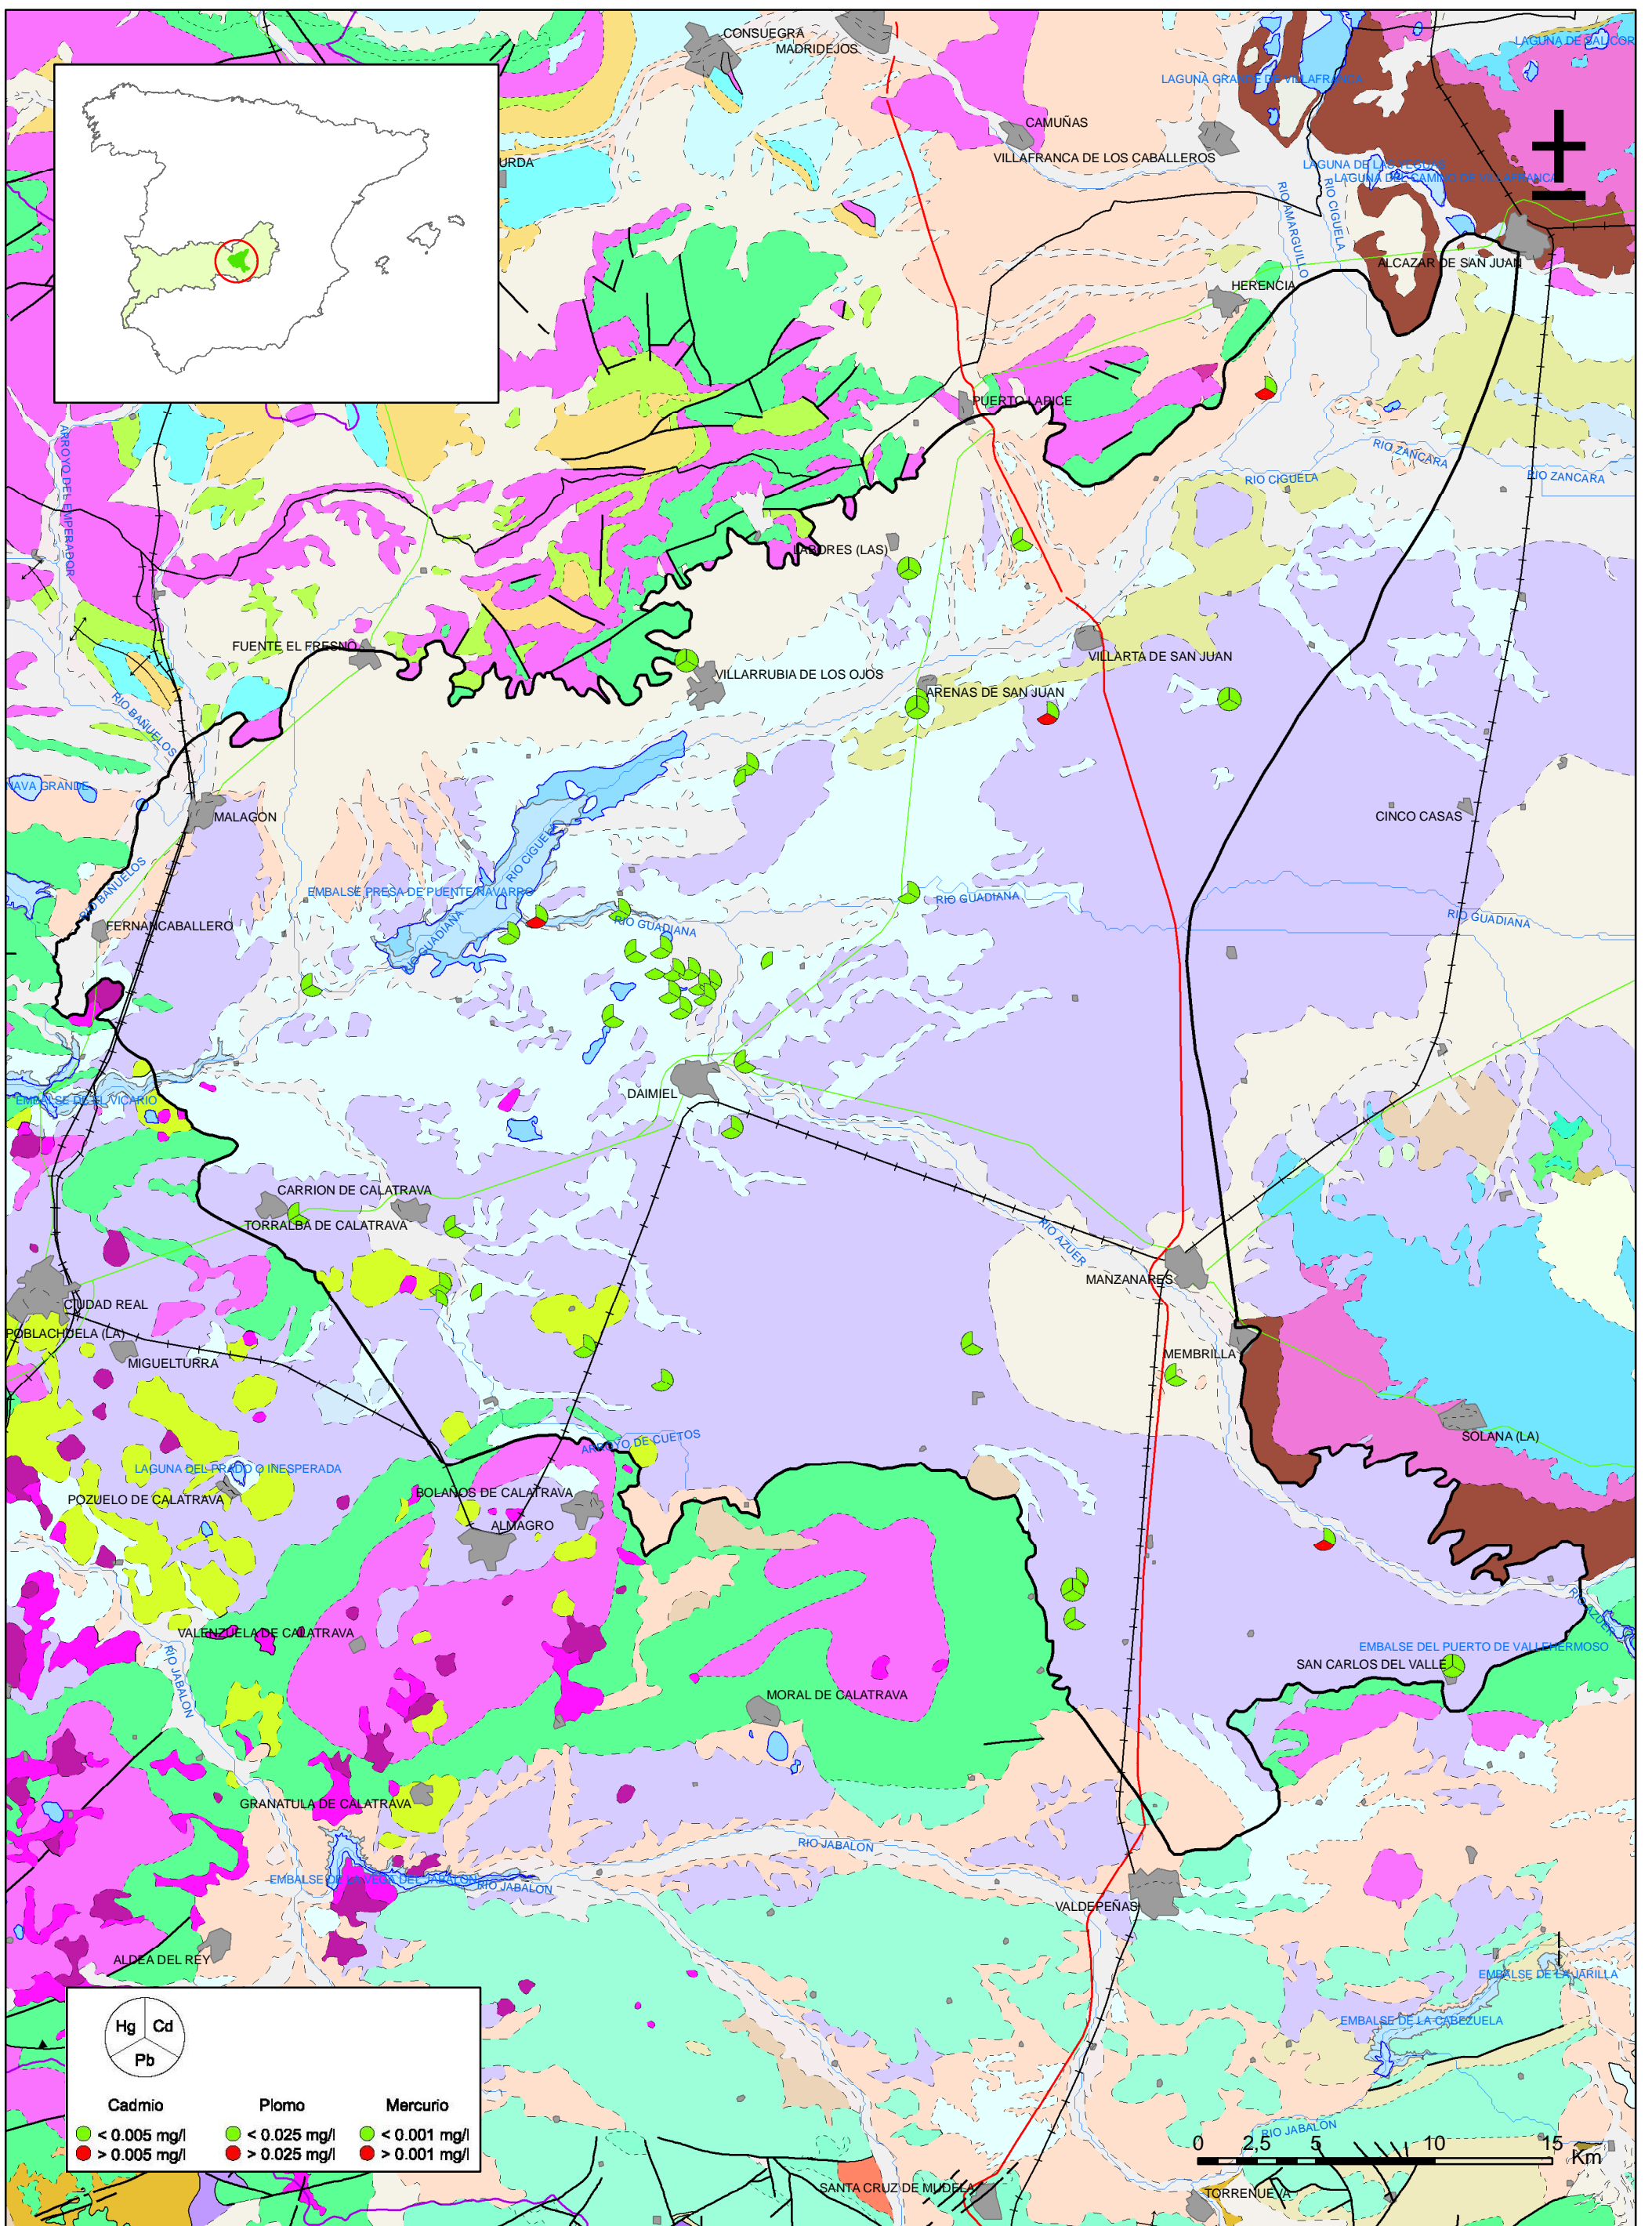 CONSUEGRA
MADRIDEJOS
LAGUNA DE SALICOR
LAGUNA GRANDE DE VILLAFRANCA
CAMUÑAS
VILLAFRANCA DE LOS CABALLEROS
URDA
LAGUNA DE LAS YEGUAS
LAGUNA DEL CAMINO DE VILLAFRANCA
RIO AMARGUILLO
RIO CIGUELA
ALCAZAR DE SAN JUAN
HERENCIA
PUERTO LAPICE
ARROYO DEL EMPERADOR
RIO ZANCARA
RIO CIGUELA
RIO ZANCARA
LABORES (LAS)
FUENTE EL FRESNO
VILLARTA DE SAN JUAN
VILLARRUBIA DE LOS OJOS
ARENAS DE SAN JUAN
RIO BAÑUELOS
NAVA GRANDE
MALAGON
CINCO CASAS
RIO CIGUELA
RIO BAÑUELOS
EMBALSE PRESA DE PUENTE NAVARRO
RIO GUADIANA
RIO GUADIANA
FERNANCABALLERO
RIO GUADIANA
RIO GUADIANA
DAIMIEL
EMBALSE DE EL VICARIO
CARRION DE CALATRAVA
TORRALBA DE CALATRAVA
RIO AZUER
MANZANARES
CIUDAD REAL
POBLACHUELA (LA)
MIGUELTURRA
MEMBRILLA
SOLANA (LA)
ARROYO DE CUETOS
LAGUNA DEL PRADO O INESPERADA
POZUELO DE CALATRAVA
BOLAÑOS DE CALATRAVA
ALMAGRO
RIO AZUER
VALENZUELA DE CALATRAVA
EMBALSE DEL PUERTO DE VALLEHERMOSO
SAN CARLOS DEL VALLE
RIO JABALON
MORAL DE CALATRAVA
GRANATULA DE CALATRAVA
RIO JABALON
EMBALSE DE LA VEGA DEL JABALON
RIO JABALON
VALDEPEÑAS
ALDEA DEL REY
EMBALSE DE LA JARILLA
EMBALSE DE LA CABEZUELA
RIO JABALON
Hg Cd
Pb
Cadmio Plomo Mercurio
< 0.005 mg/l < 0.025 mg/l < 0.001 mg/l
> 0.005 mg/l > 0.025 mg/l > 0.001 mg/l
0 2,5 5 10 15
Km
SANTA CRUZ DE MUDELA
TORRENUEVA